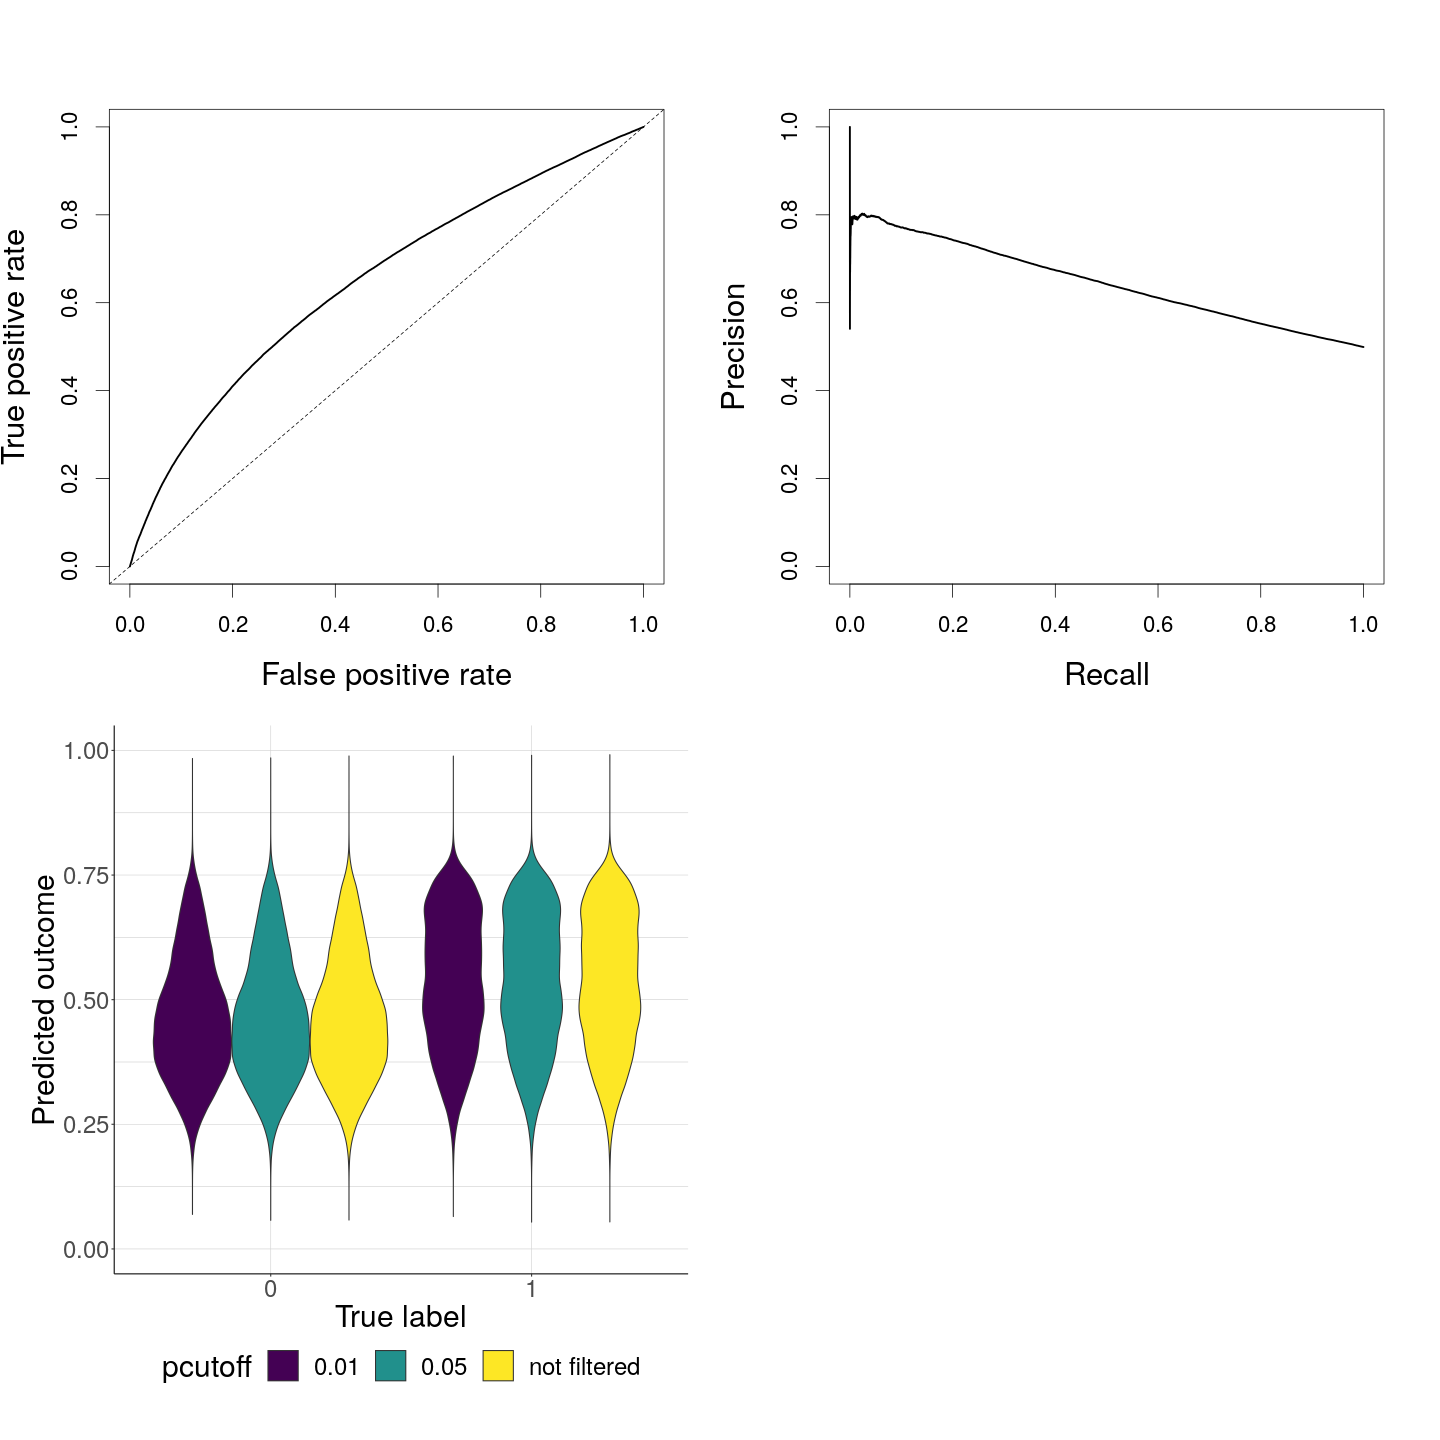 True positive rate
1.0
0.8
0.6
0.4
0.2
0.0
0.0 0.2 0.4 0.6 0.8 1.0
False positive rate
Precision
1.0
0.8
0.6
0.4
0.2
0.0
0.0 0.2 0.4 0.6 0.8 1.0
Recall
Predicted outcome
1.00
0.75
0.50
0.25
0.00
0 1
True label
pcutoff 0.01 0.05 not filtered